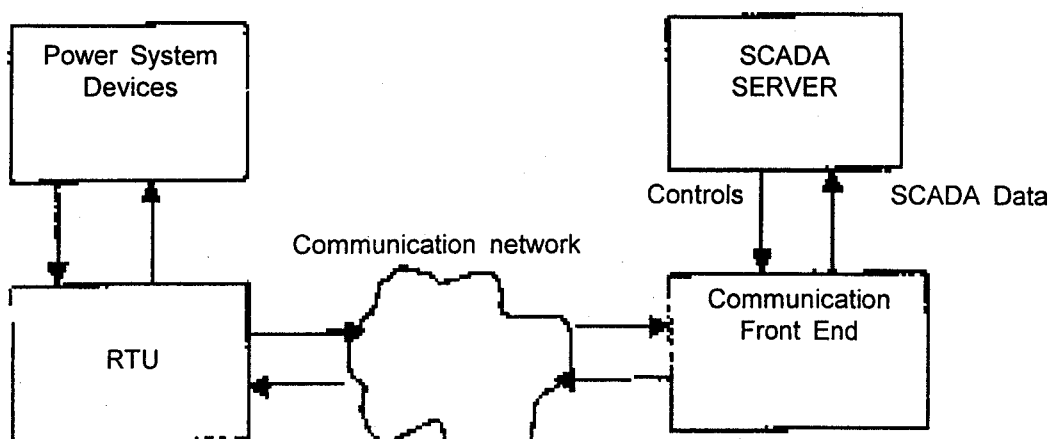 Power System
Devices
SCADA
SERVER
Controls
SCADA Data
Communication network
Communication
Front End
RTU